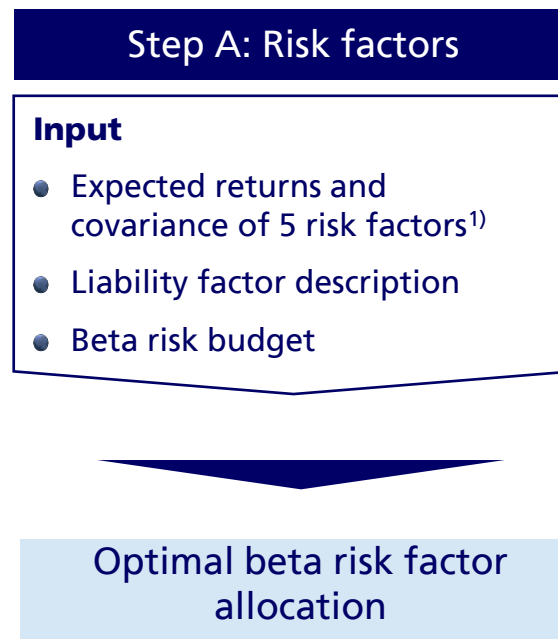 Step A: Risk factors
Input
Expected returns and
covariance of 5 risk factors1)
Liability factor description
Beta risk budget
Optimal beta risk factor
allocation